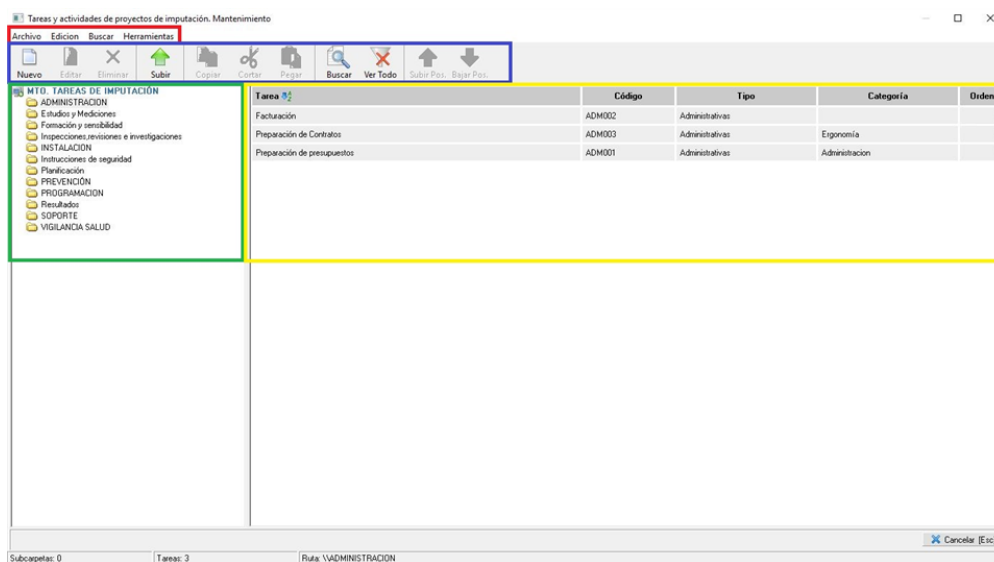 Tareas y actividades de proyectos de imputación. Mantenimiento
Archivo Edicion Buscar Herramientas
Nuevo Editar Eliminar Subir Copiar Cortar Pegar Buscar Ver Todo Subir Pos. Bajar Pos.
MTO. TAREAS DE IMPUTACIÓN
ADMINISTRACION
Estudios y Mediciones
Formación y sensibilidad
Inspecciones,revisiones e investigaciones
INSTALACION
Instrucciones de seguridad
Planificación
PREVENCIÓN
PROGRAMACION
Resultados
SOPORTE
VIGILANCIA SALUD
Tarea Código Tipo Categoría Orden
Facturación ADM002 Administrativas
Preparación de Contratos ADM003 Administrativas Ergonomía
Preparación de presupuestos ADM001 Administrativas Administracion
Cancelar [Esc
Subcarpetas: 0 Tareas: 3 Ruta: \\ADMINISTRACION